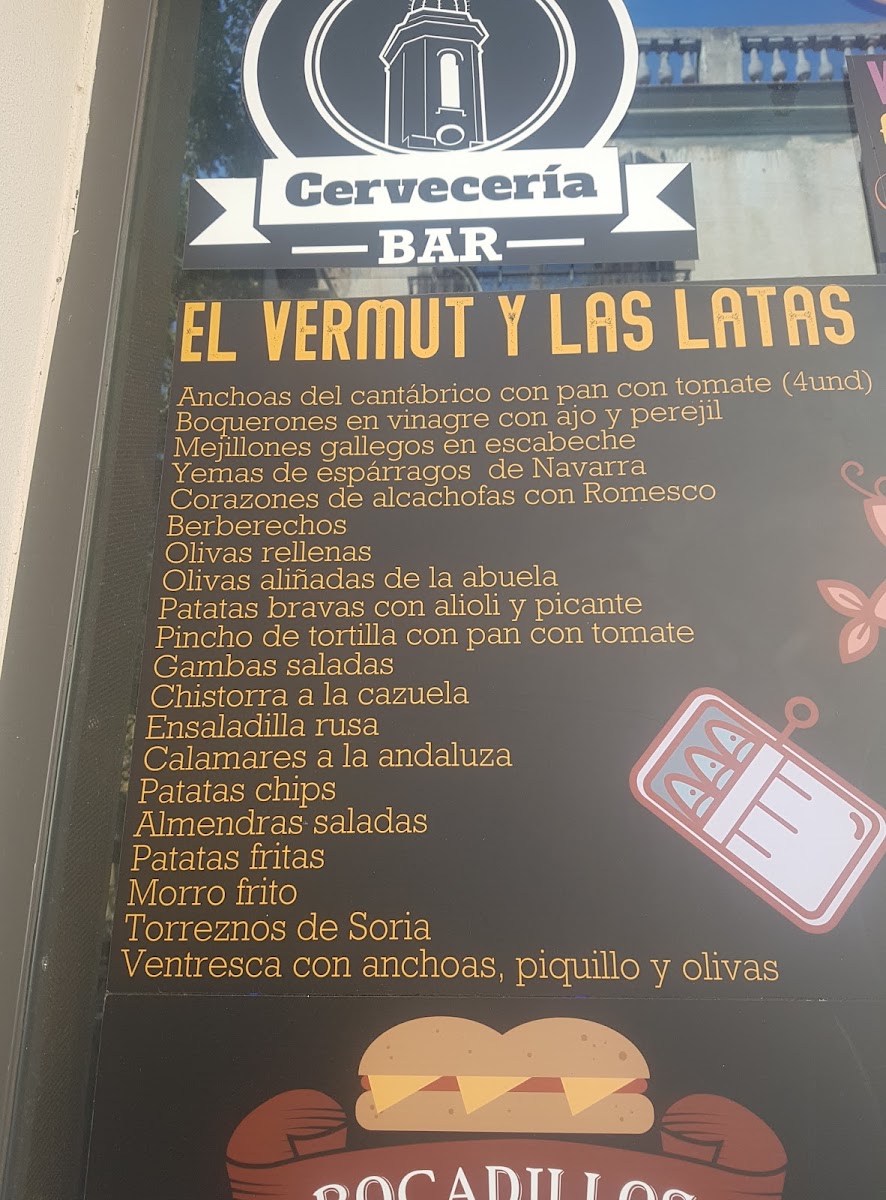 Cervecería
BAR
EL VERMUT Y LAS LATAS
Anchoas del cantábrico con pan con tomate (4und)
Boquerones en vinagre con ajo y perejil
Mejillones gallegos en escabeche
Yemas de espárragos de Navarra
Corazones de alcachofas con Romesco
Berberechos
Olivas rellenas
Olivas aliñadas de la abuela
Patatas bravas con alioli y picante
Pincho de tortilla con pan con tomate
Gambas saladas
Chistorra a la cazuela
Ensaladilla rusa
Calamares a la andaluza
Patatas chips
Almendras saladas
Patatas fritas
Morro frito
Torreznos de Soria
Ventresca con anchoas, piquillo y olivas
BOCADILLOS